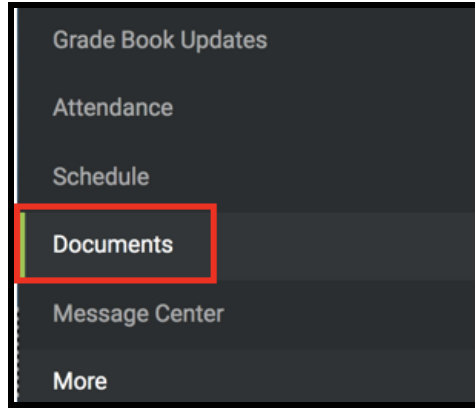 Grade Book Updates
Attendance
Schedule
Documents
Message Center
More